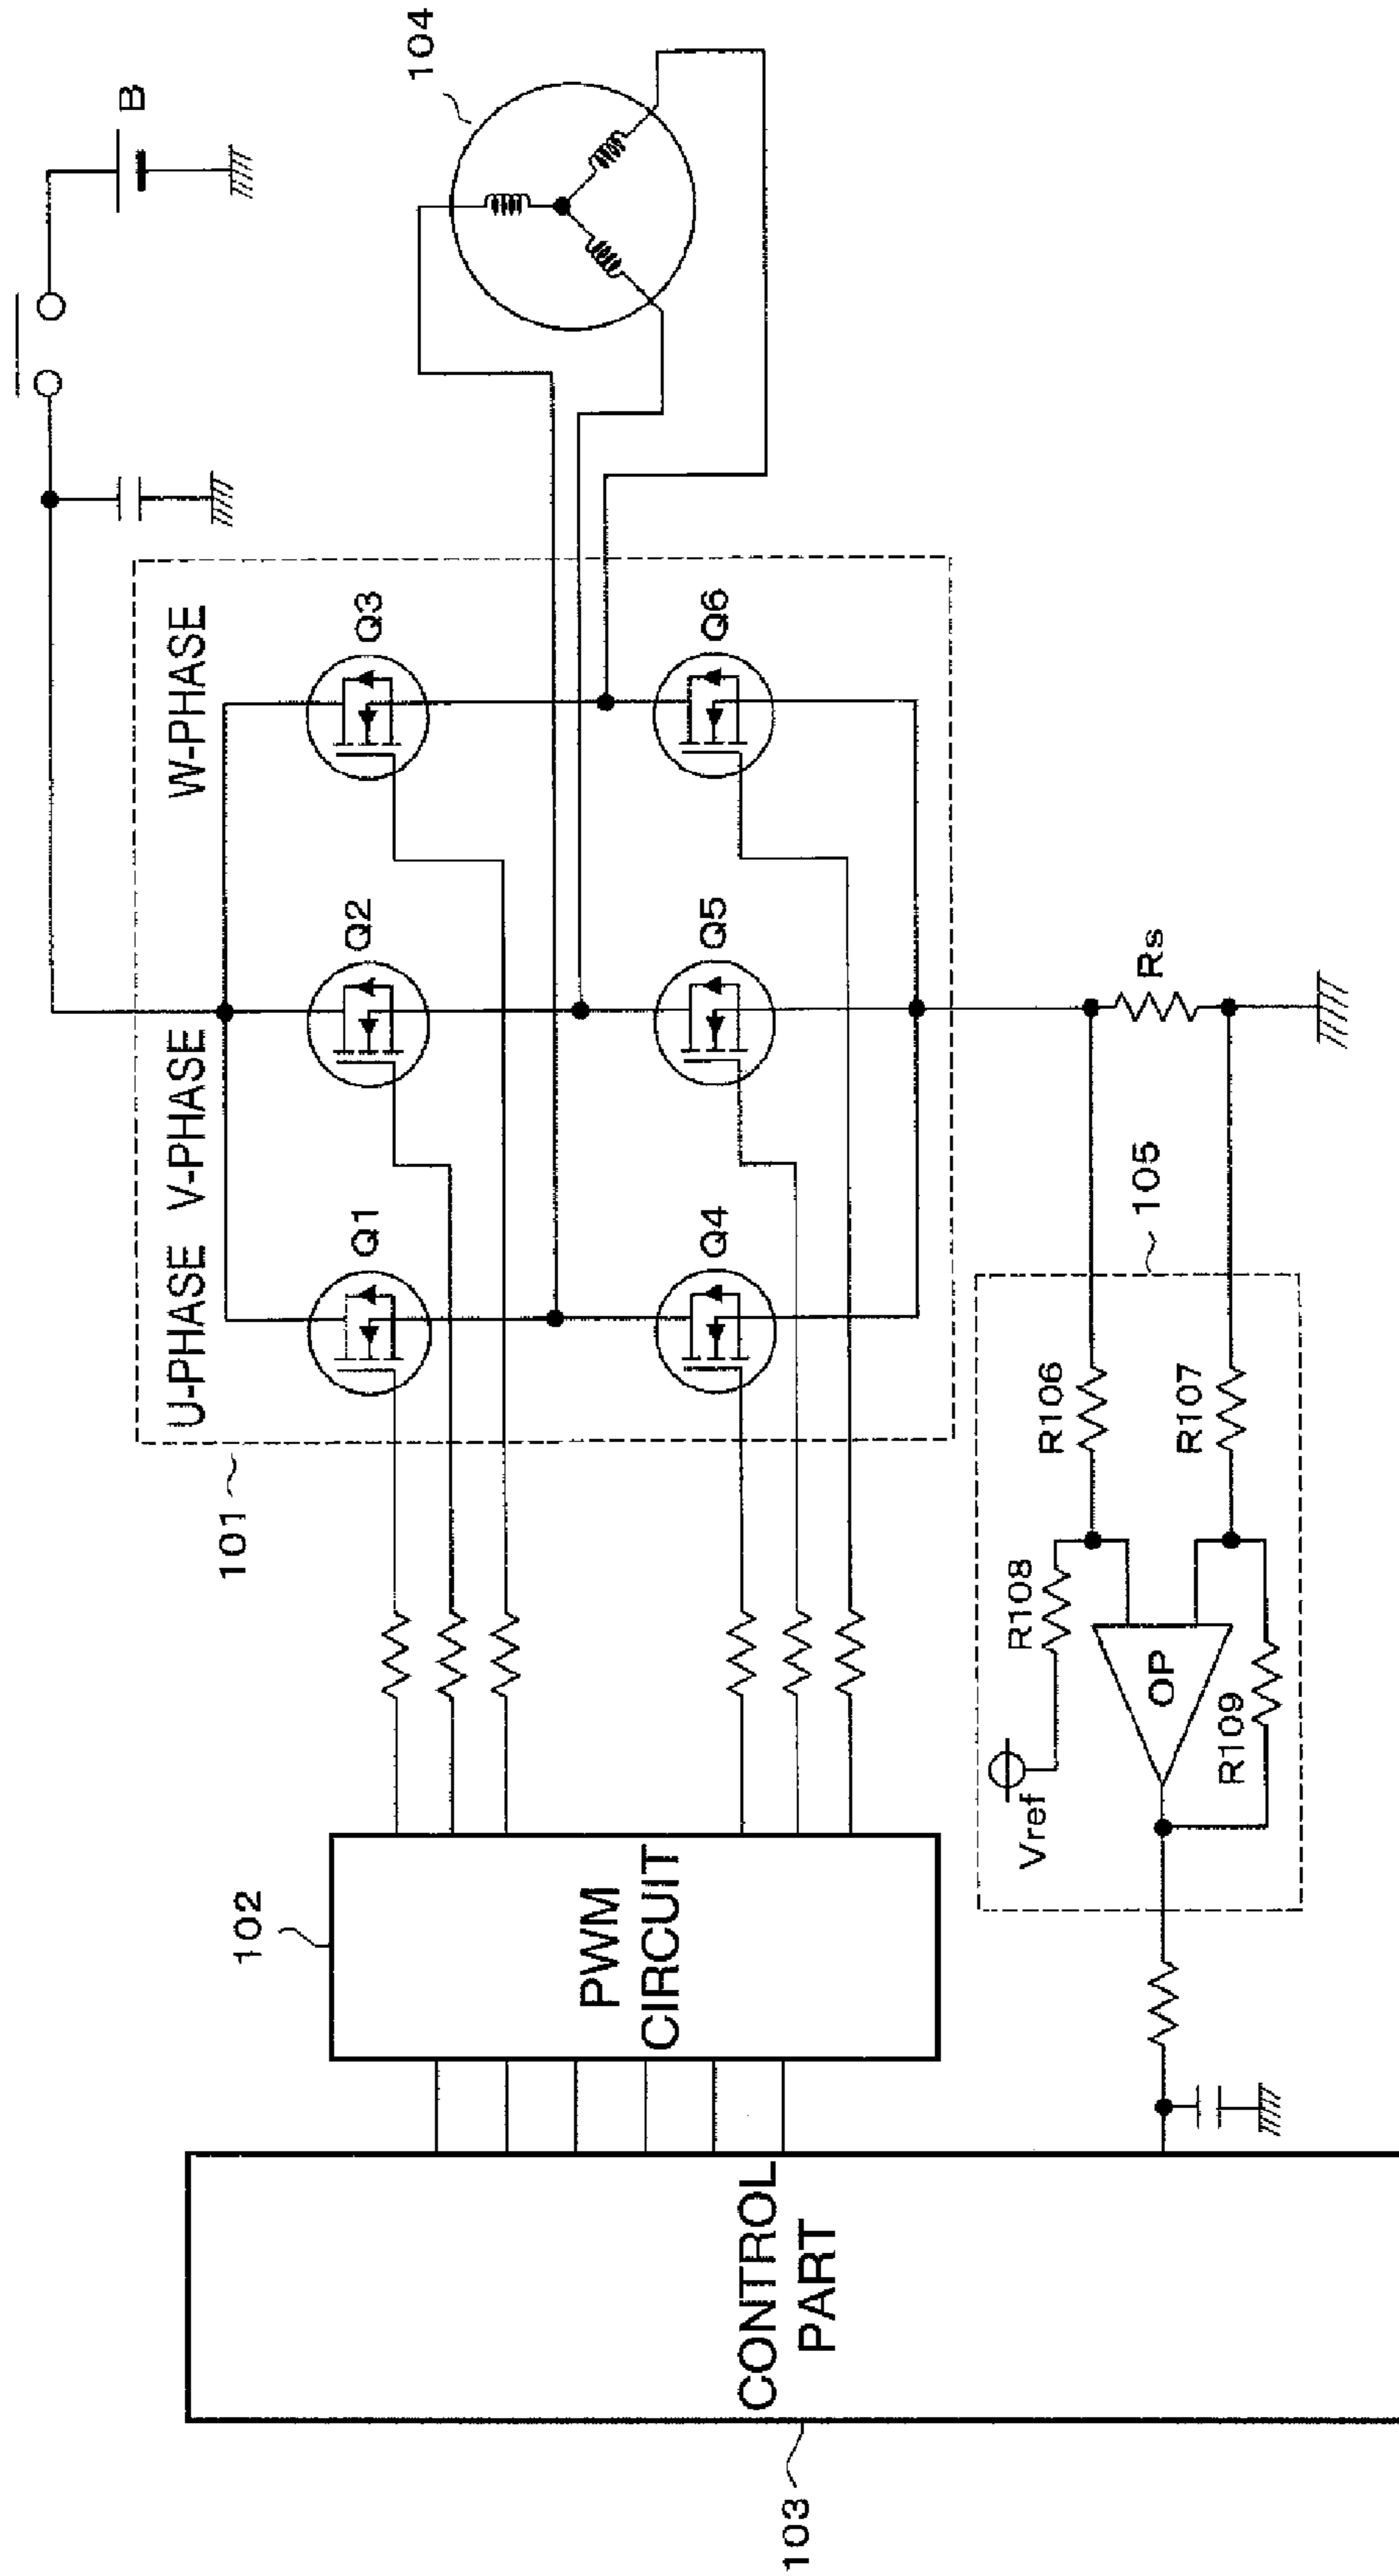 103
CONTROL
PART
102
PWM
CIRCUIT
101
U-PHASE V-PHASE W-PHASE
Q1
Q2
Q3
Q4
Q5
Q6
B
104
Rs
105
R106
R107
R108
R109
Vref
OP